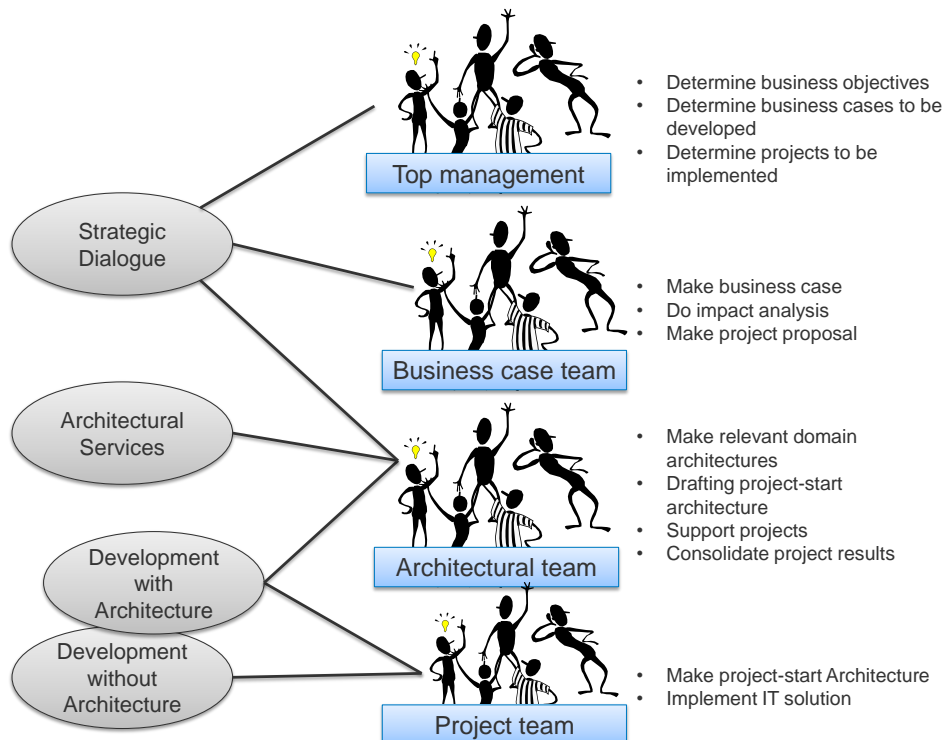 • Determine business objectives
• Determine business cases to be
developed
• Determine projects to be
implemented
Top management
Strategic
Dialogue
• Make business case
• Do impact analysis
• Make project proposal
Business case team
Architectural
Services
• Make relevant domain
architectures
• Drafting project-start
architecture
• Support projects
• Consolidate project results
Architectural team
Development
with
Architecture
Development
without
Architecture
• Make project-start Architecture
• Implement IT solution
Project team